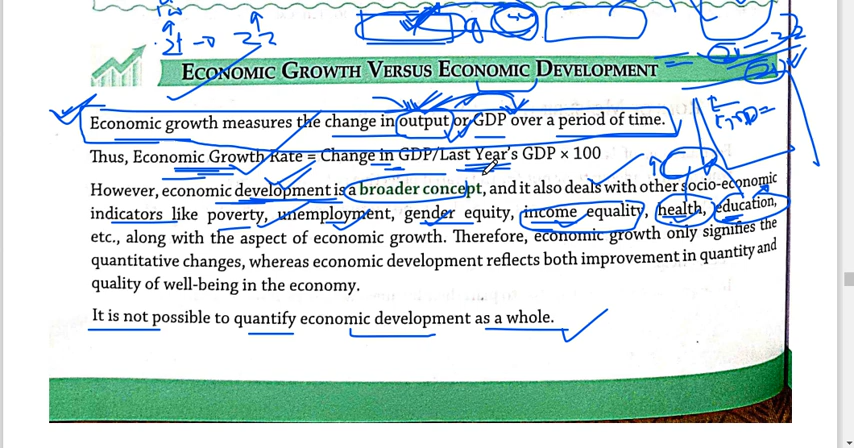 31 → 32
ECONOMIC GROWTH VERSUS ECONOMIC DEVELOPMENT
Economic growth measures the change in output or GDP over a period of time.
Thus, Economic Growth Rate = Change in GDP/Last Year's GDP × 100
However, economic development is a broader concept, and it also deals with other socio-economic
indicators like poverty, unemployment, gender equity, income equality, health, education,
etc., along with the aspect of economic growth. Therefore, economic growth only signifies the
quantitative changes, whereas economic development reflects both improvement in quantity and
quality of well-being in the economy.
It is not possible to quantify economic development as a whole.